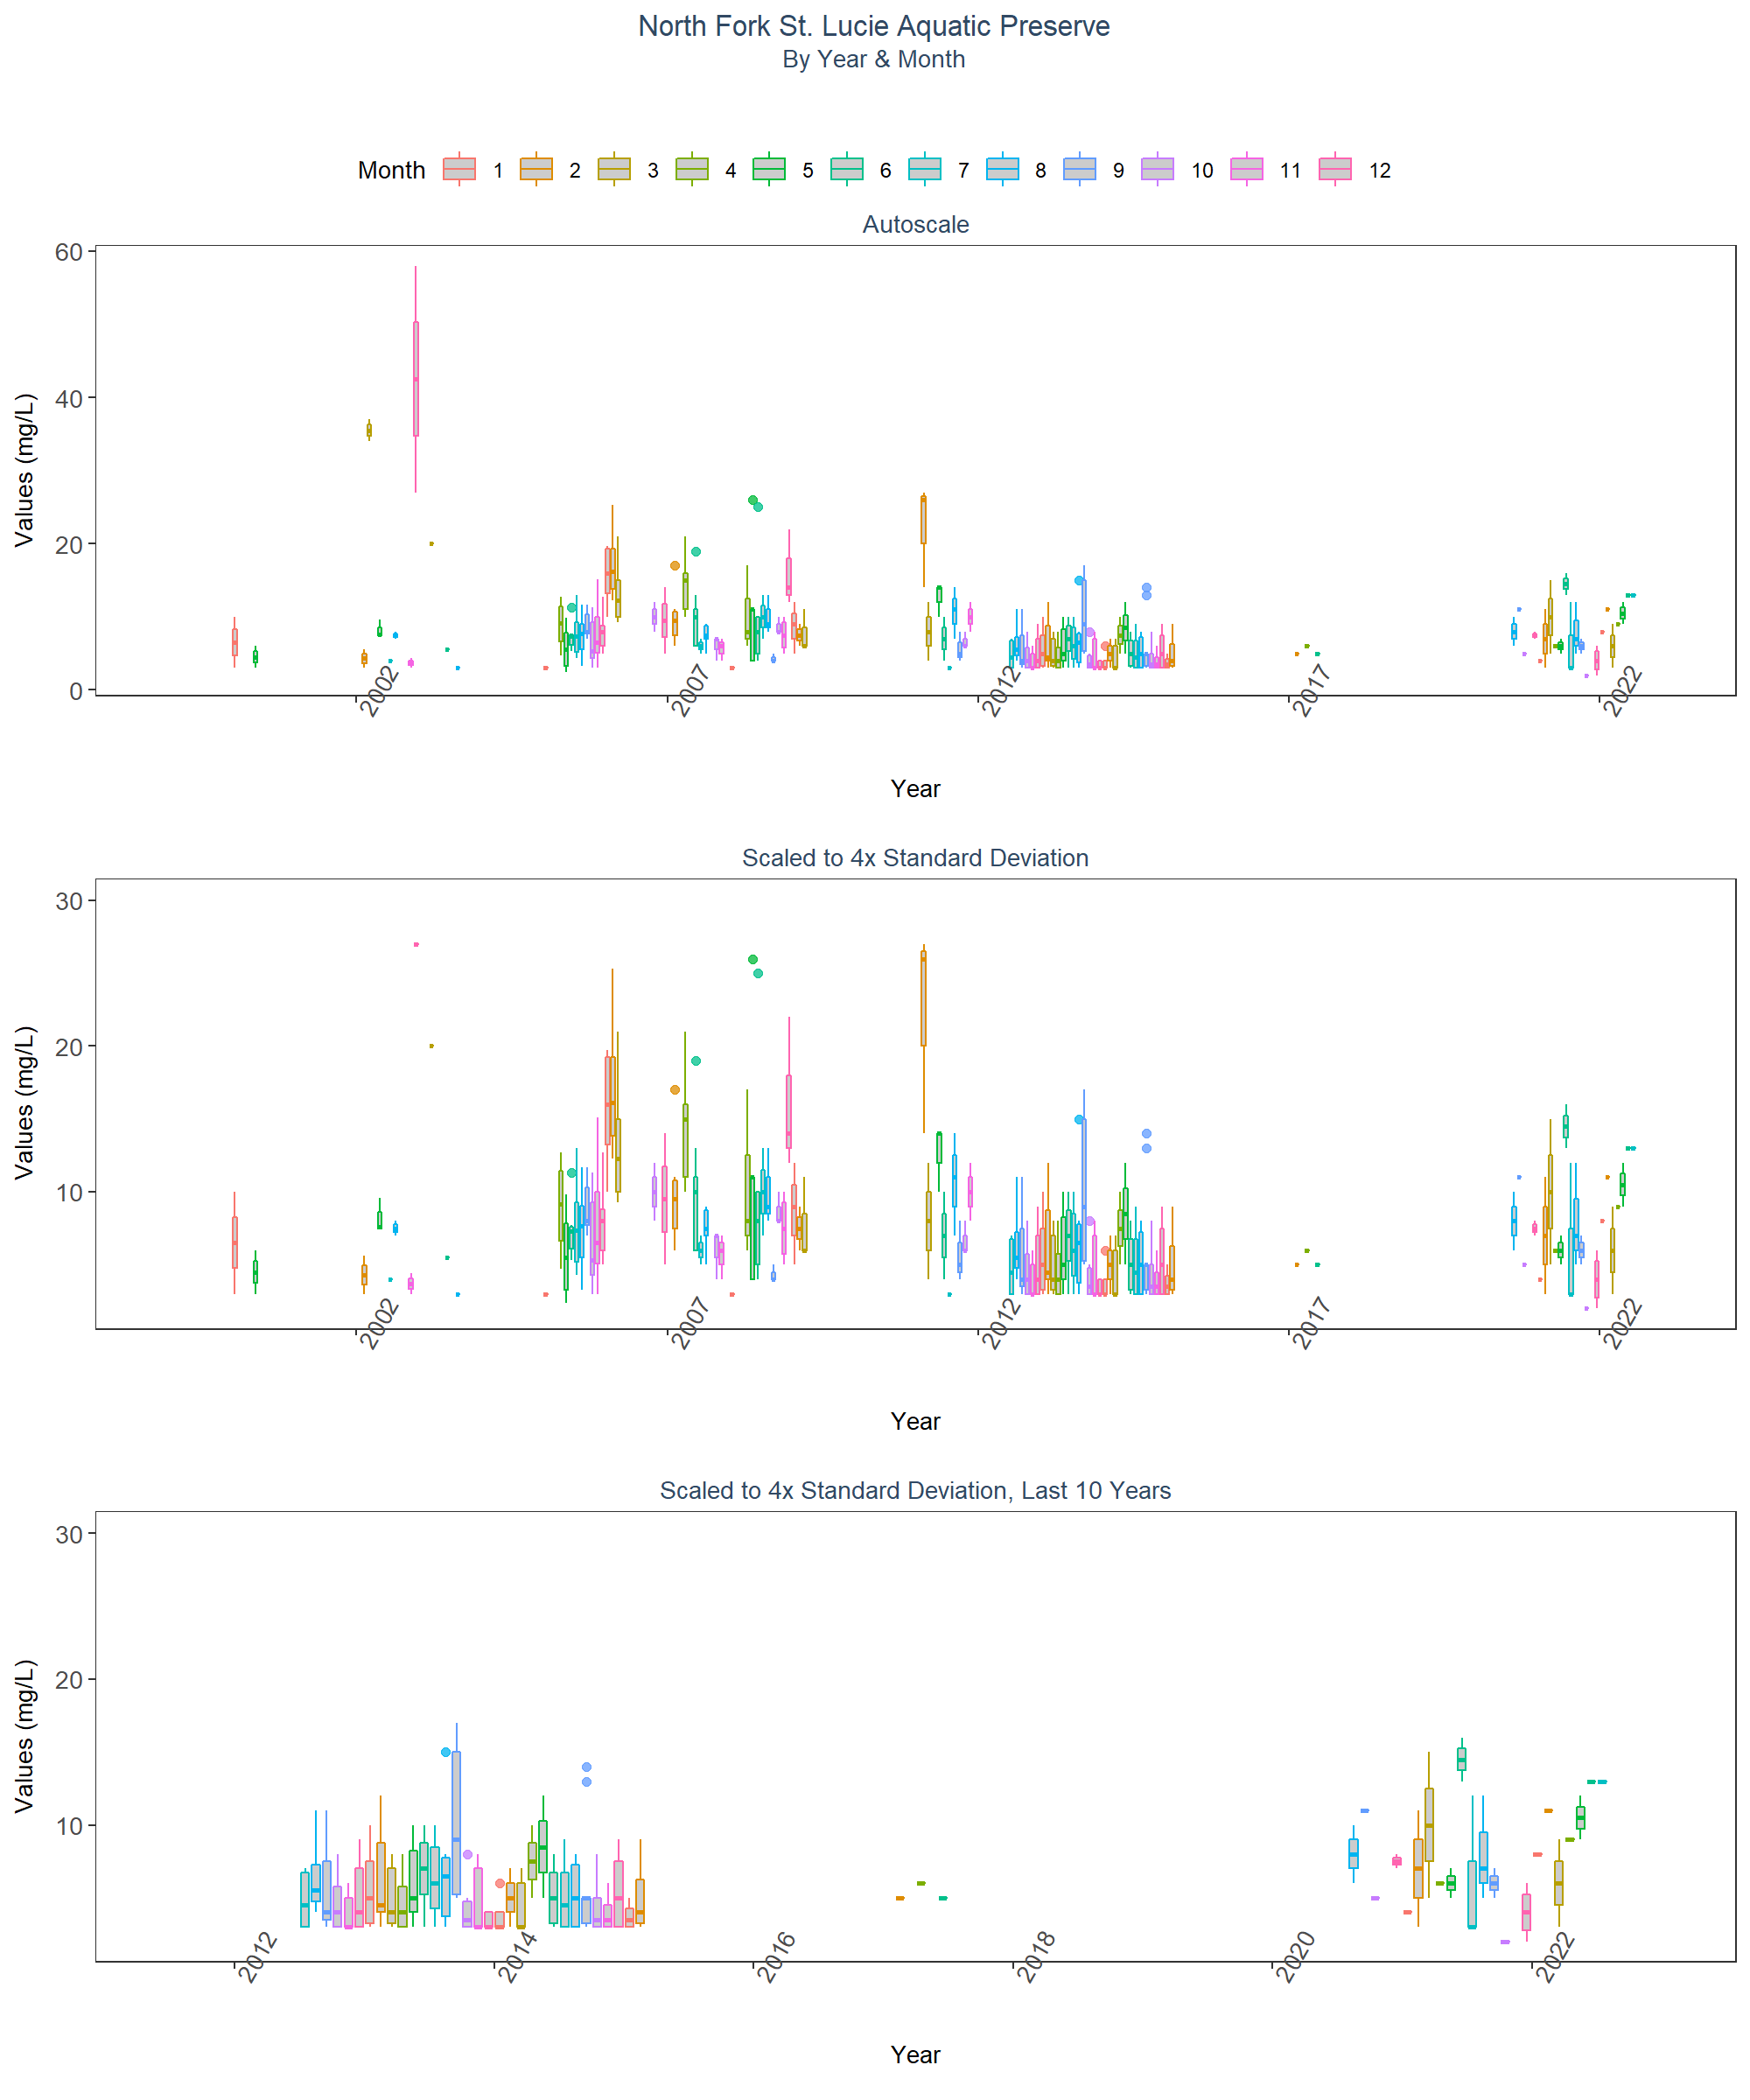 North Fork St. Lucie Aquatic Preserve
By Year & Month
Month 1 2 3 4 5 6 7 8 9 10 11 12
Autoscale
Values (mg/L)
60
40
20
0
2002 2007 2012 2017 2022
Year
Scaled to 4x Standard Deviation
Values (mg/L)
30
20
10
2002 2007 2012 2017 2022
Year
Scaled to 4x Standard Deviation, Last 10 Years
Values (mg/L)
30
20
10
2012 2014 2016 2018 2020 2022
Year